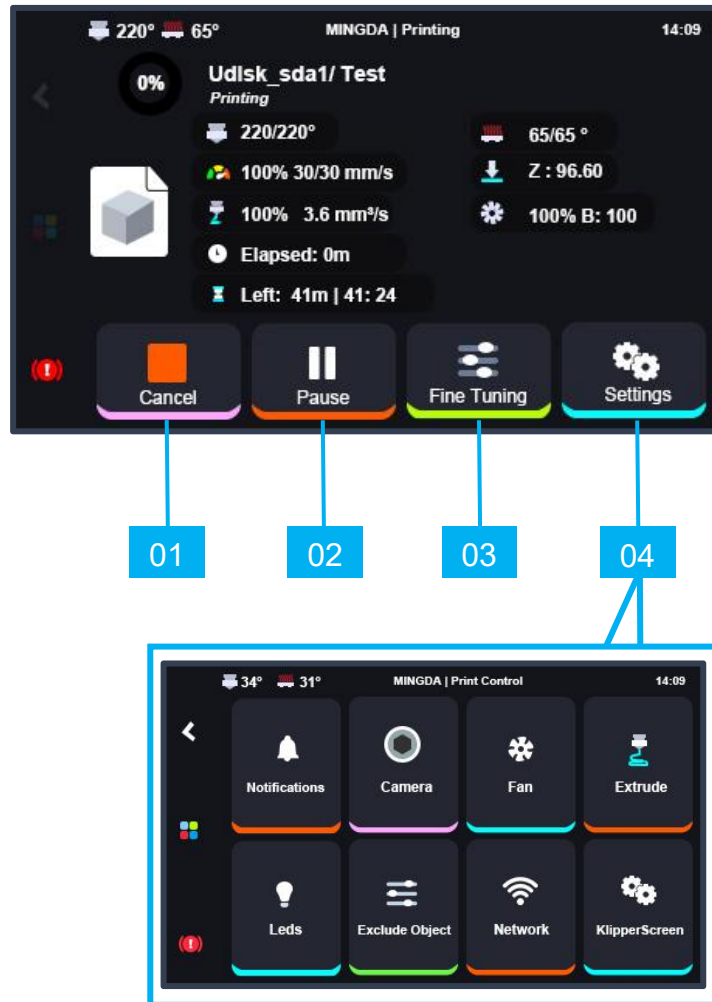 220° 65° MINGDA | Printing 14:09
0% UdIsk_sda1/ Test
Printing
220/220° 65/65 °
100% 30/30 mm/s Z : 96.60
100% 3.6 mm³/s 100% B: 100
Elapsed: 0m
Left: 41m | 41: 24
Cancel Pause Fine Tuning Settings
01 02 03 04
34° 31° MINGDA | Print Control 14:09
Notifications Camera Fan Extrude
Leds Exclude Object Network KlipperScreen